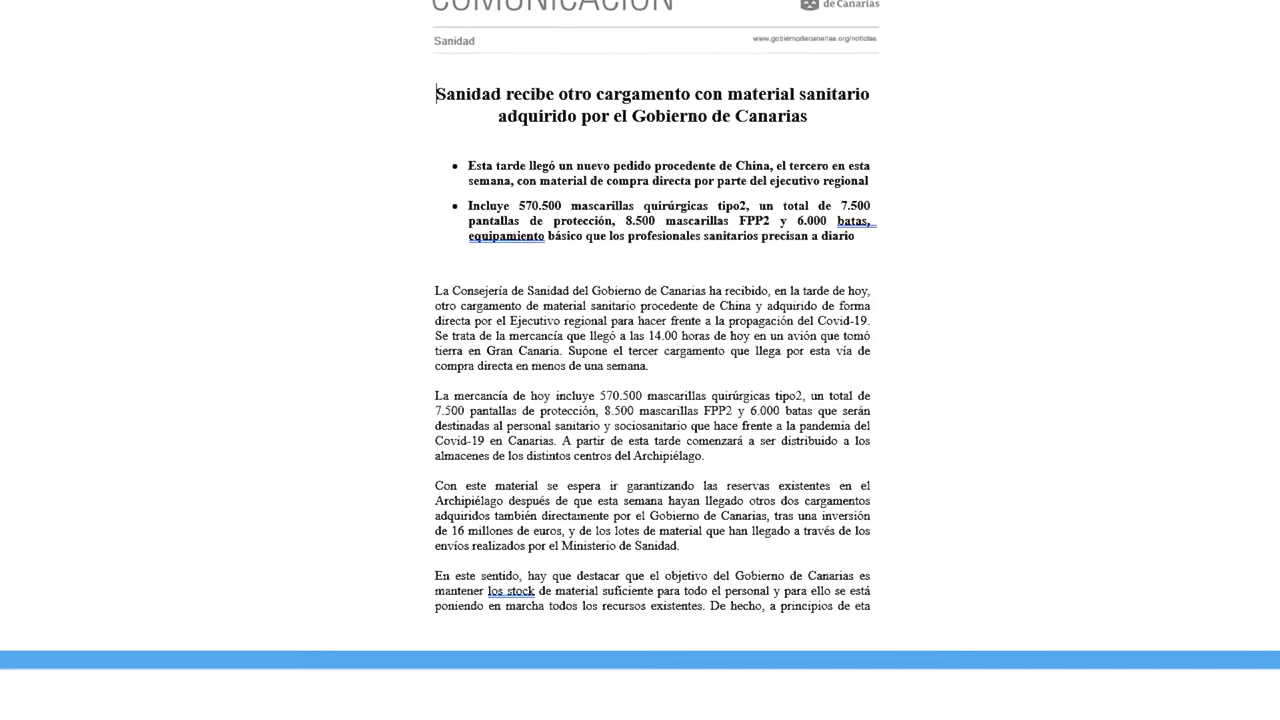 COMUNICACIÓN
de Canarias
Sanidad
www.gobiernodecanarias.org/noticias
Sanidad recibe otro cargamento con material sanitario
adquirido por el Gobierno de Canarias
• Esta tarde llegó un nuevo pedido procedente de China, el tercero en esta
semana, con material de compra directa por parte del ejecutivo regional
• Incluye 570.500 mascarillas quirúrgicas tipo2, un total de 7.500
pantallas de protección, 8.500 mascarillas FPP2 y 6.000 batas,
equipamiento básico que los profesionales sanitarios precisan a diario
La Consejería de Sanidad del Gobierno de Canarias ha recibido, en la tarde de hoy,
otro cargamento de material sanitario procedente de China y adquirido de forma
directa por el Ejecutivo regional para hacer frente a la propagación del Covid-19.
Se trata de la mercancía que llegó a las 14.00 horas de hoy en un avión que tomó
tierra en Gran Canaria. Supone el tercer cargamento que llega por esta vía de
compra directa en menos de una semana.
La mercancía de hoy incluye 570.500 mascarillas quirúrgicas tipo2, un total de
7.500 pantallas de protección, 8.500 mascarillas FPP2 y 6.000 batas que serán
destinadas al personal sanitario y sociosanitario que hace frente a la pandemia del
Covid-19 en Canarias. A partir de esta tarde comenzará a ser distribuido a los
almacenes de los distintos centros del Archipiélago.
Con este material se espera ir garantizando las reservas existentes en el
Archipiélago después de que esta semana hayan llegado otros dos cargamentos
adquiridos también directamente por el Gobierno de Canarias, tras una inversión
de 16 millones de euros, y de los lotes de material que han llegado a través de los
envíos realizados por el Ministerio de Sanidad.
En este sentido, hay que destacar que el objetivo del Gobierno de Canarias es
mantener los stock de material suficiente para todo el personal y para ello se está
poniendo en marcha todos los recursos existentes. De hecho, a principios de eta